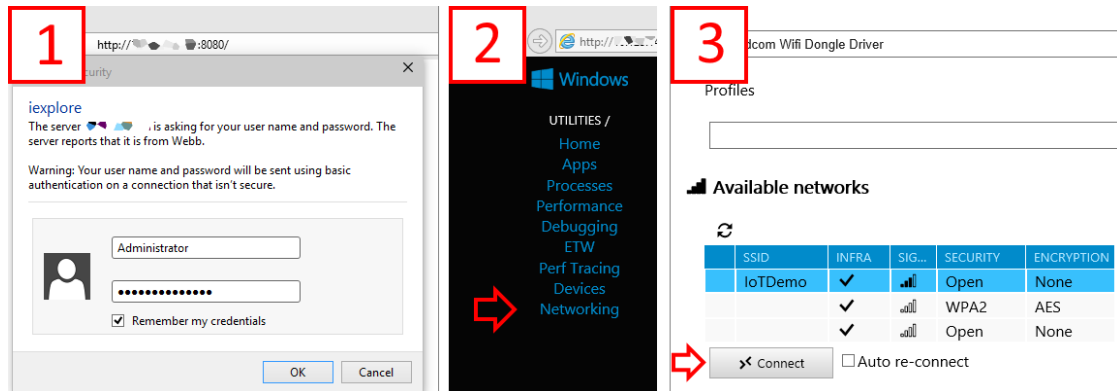 1
http:// :8080/
curity
iexplore
The server , is asking for your user name and password. The
server reports that it is from Webb.
Warning: Your user name and password will be sent using basic
authentication on a connection that isn't secure.
Administrator
Remember my credentials
OK Cancel
2
http://
Windows
UTILITIES /
Home
Apps
Processes
Performance
Debugging
ETW
Perf Tracing
Devices
Networking
3
dcom Wifi Dongle Driver
Profiles
Available networks
SSID INFRA SIG... SECURITY ENCRYPTION
IoTDemo Open None
WPA2 AES
Open None
Connect Auto re-connect